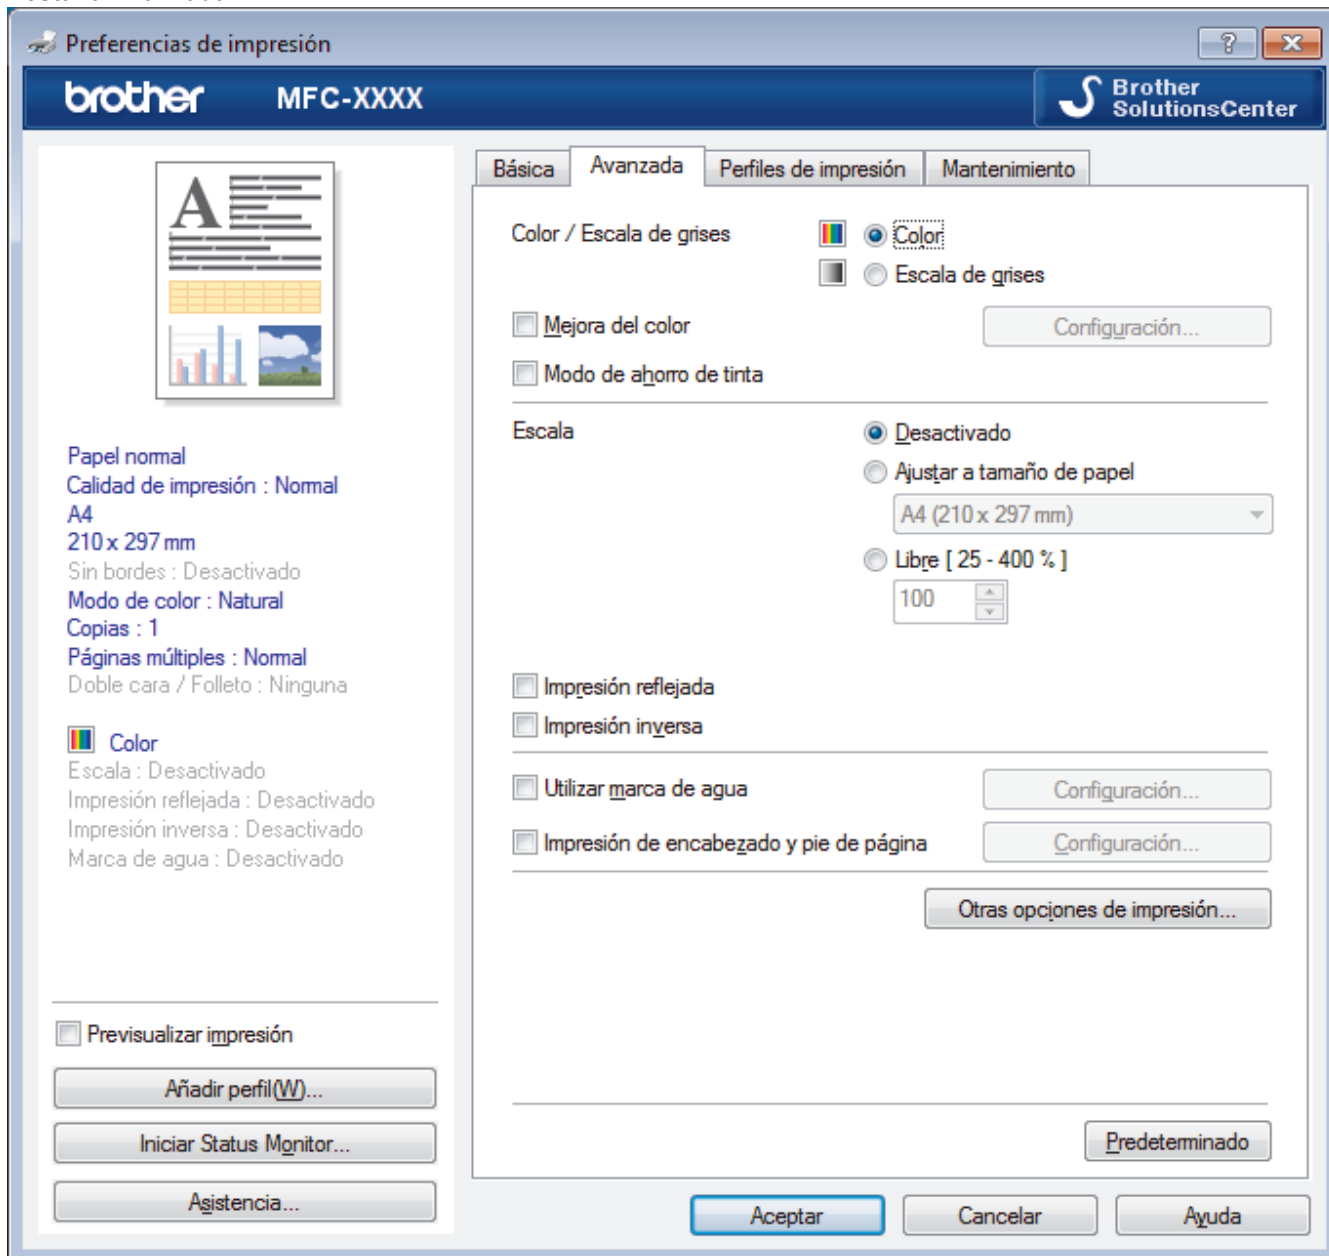 Preferencias de impresión
brother MFC-XXXX
Brother
SolutionsCenter
A
Papel normal
Calidad de impresión : Normal
A4
210 x 297 mm
Sin bordes : Desactivado
Modo de color : Natural
Copias : 1
Páginas múltiples : Normal
Doble cara / Folleto : Ninguna
Color
Escala : Desactivado
Impresión reflejada : Desactivado
Impresión inversa : Desactivado
Marca de agua : Desactivado
Previsualizar impresión
Añadir perfil(W)...
Iniciar Status Monitor...
Asistencia...
Básica Avanzada Perfiles de impresión Mantenimiento
Color / Escala de grises Color
Escala de grises
Mejora del color Configuración...
Modo de ahorro de tinta
Escala Desactivado
Ajustar a tamaño de papel
A4 (210 x 297 mm)
Libre [ 25 - 400 % ]
100
Impresión reflejada
Impresión inversa
Utilizar marca de agua Configuración...
Impresión de encabezado y pie de página Configuración...
Otras opciones de impresión...
Predeterminado
Aceptar Cancelar Ayuda